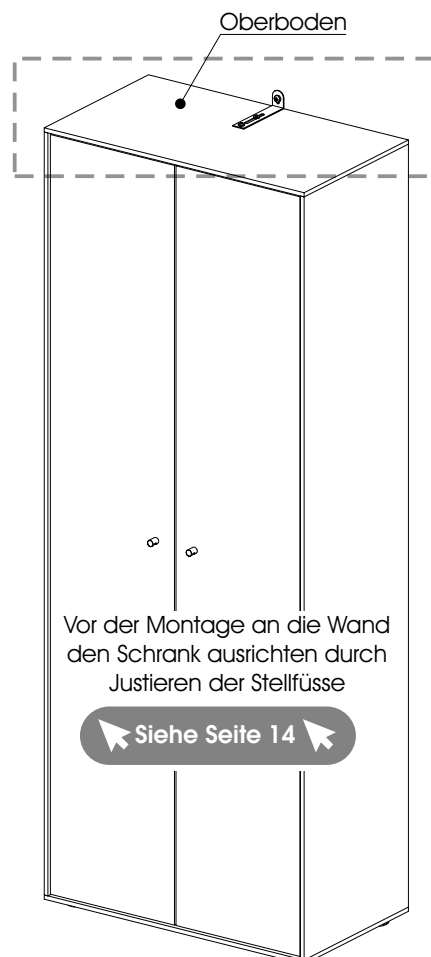 Oberboden
Vor der Montage an die Wand
den Schrank ausrichten durch
Justieren der Stellfüsse
Siehe Seite 14